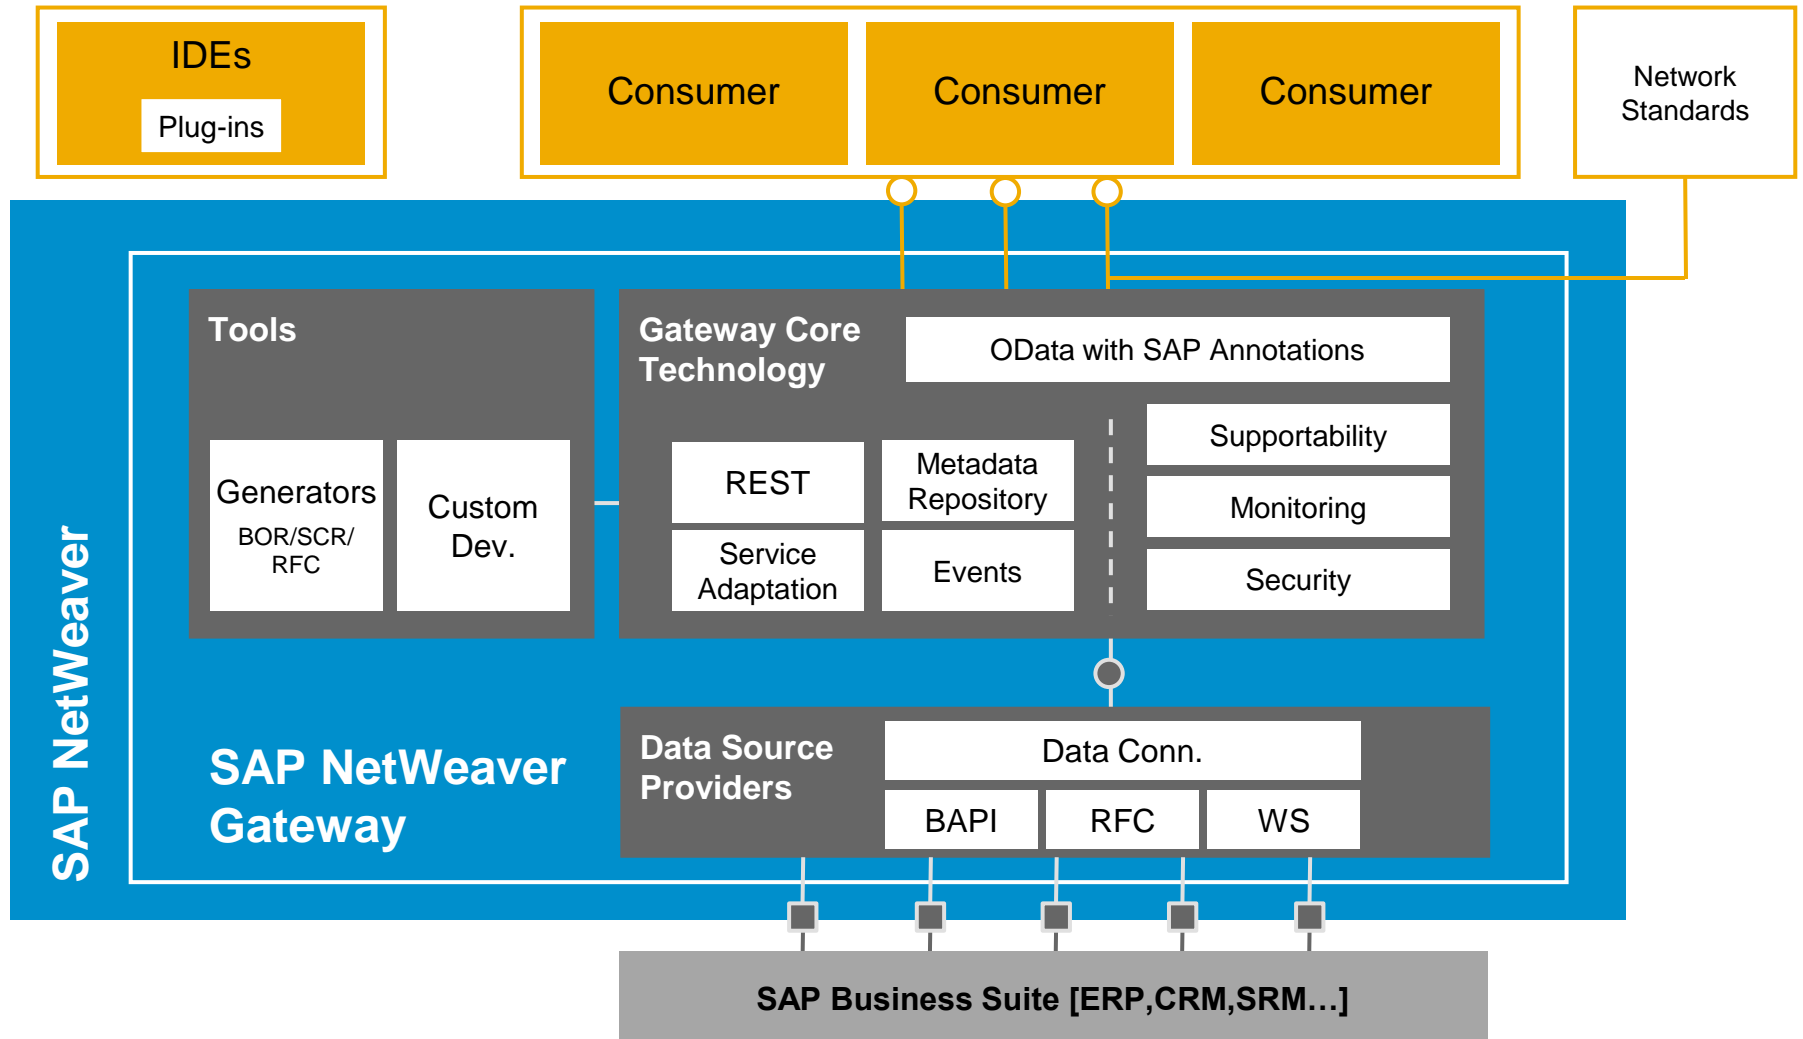 IDEs
Plug-ins
Consumer
Consumer
Consumer
Network
Standards
SAP NetWeaver
Tools
Generators
BOR/SCR/
RFC
Custom
Dev.
Gateway Core
Technology
OData with SAP Annotations
REST
Metadata
Repository
Service
Adaptation
Events
Supportability
Monitoring
Security
SAP NetWeaver
Gateway
Data Source
Providers
Data Conn.
BAPI
RFC
WS
SAP Business Suite [ERP,CRM,SRM…]